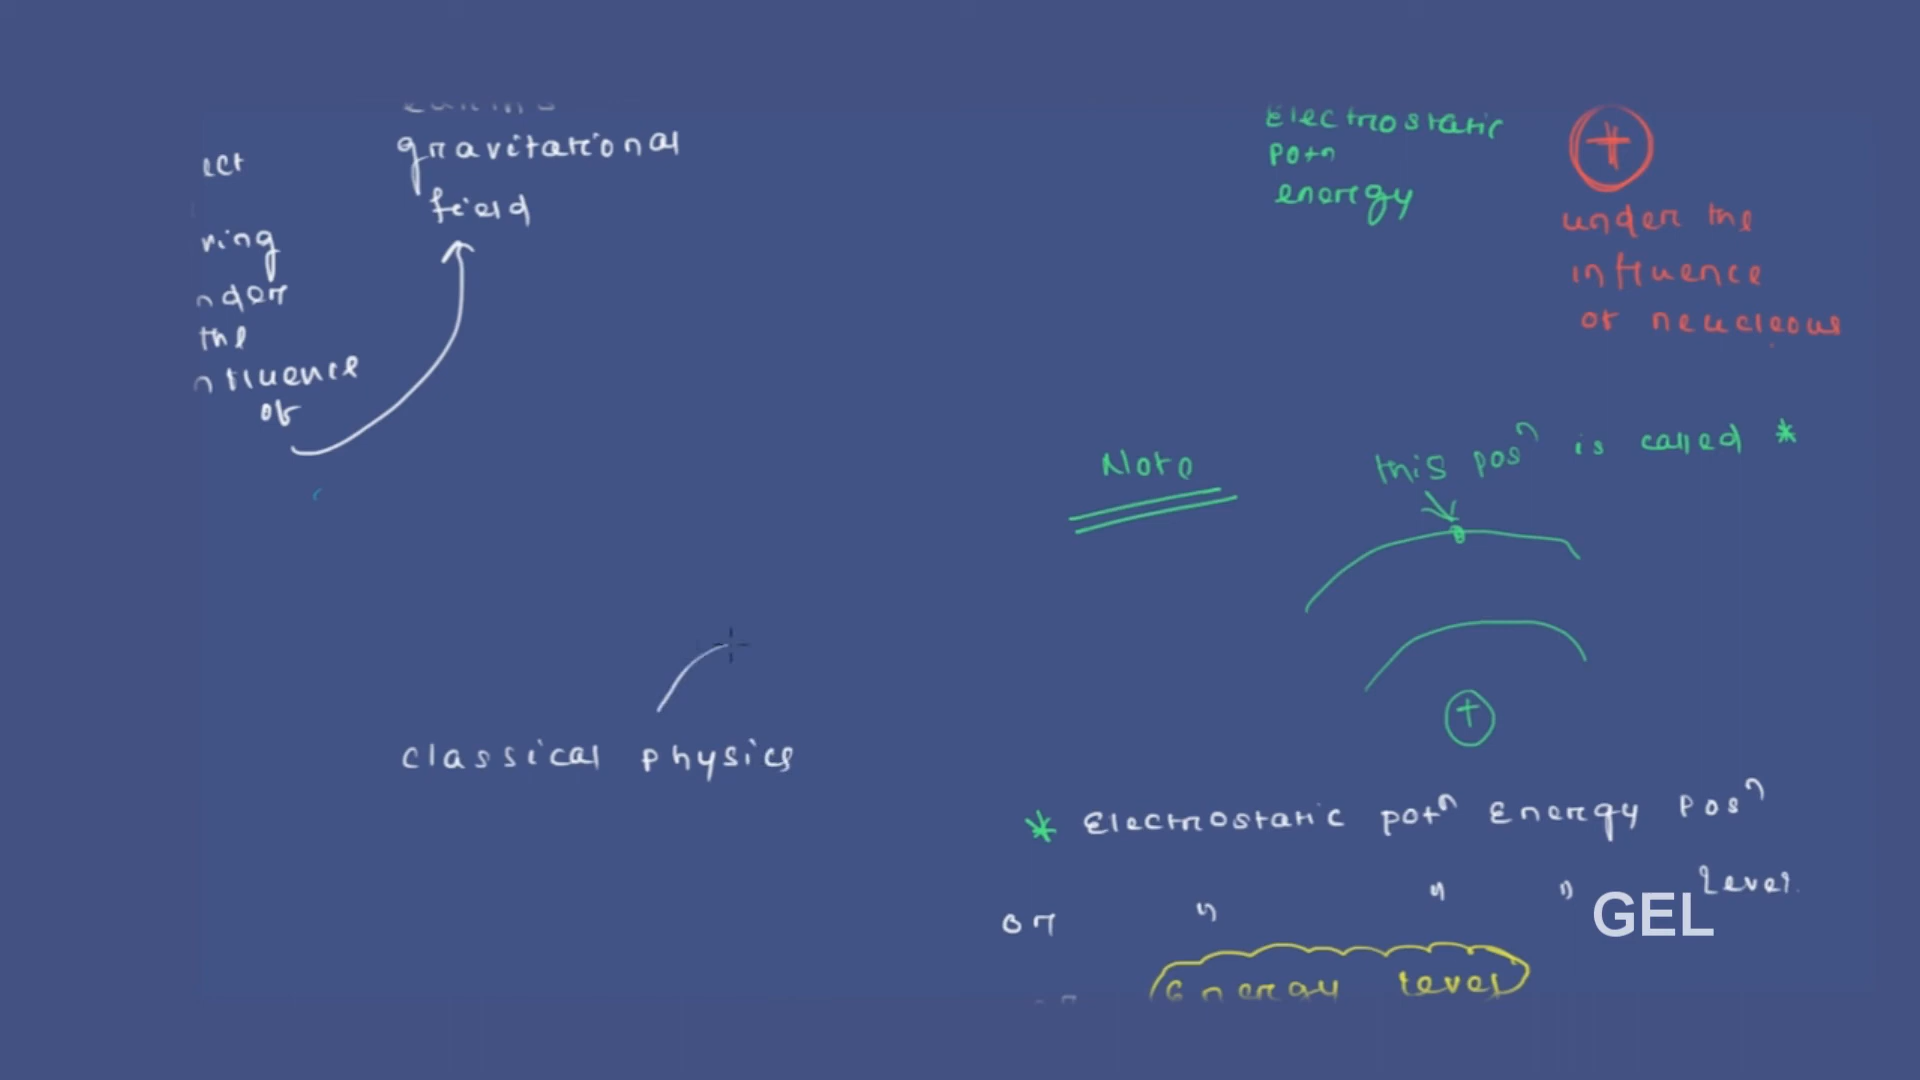 earth's
gravitational
field
ect
ring
nder
the
nfluence
of
classical physics
Electrostatic
potn
energy
+
under the
influence
of neucleous
Note
this posn is called *
+
* Electrostatic potn Energy Posn
or " " " level.
GEL
Energy level